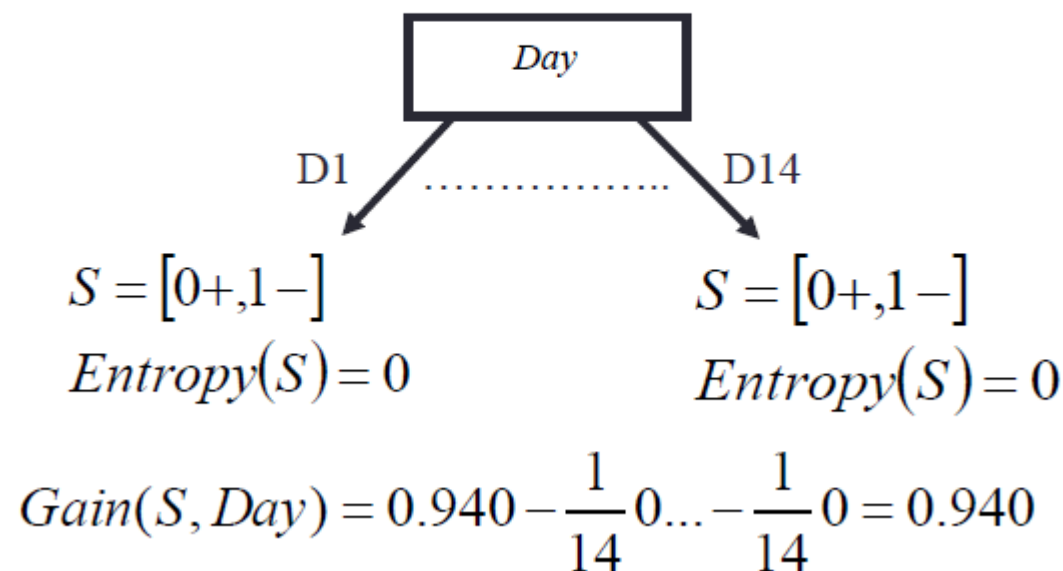 Day
D1 ................. D14
S = [0+,1−] S = [0+,1−]
Entropy(S) = 0 Entropy(S) = 0
Gain(S, Day) = 0.940 − 1/14 0... − 1/14 0 = 0.940